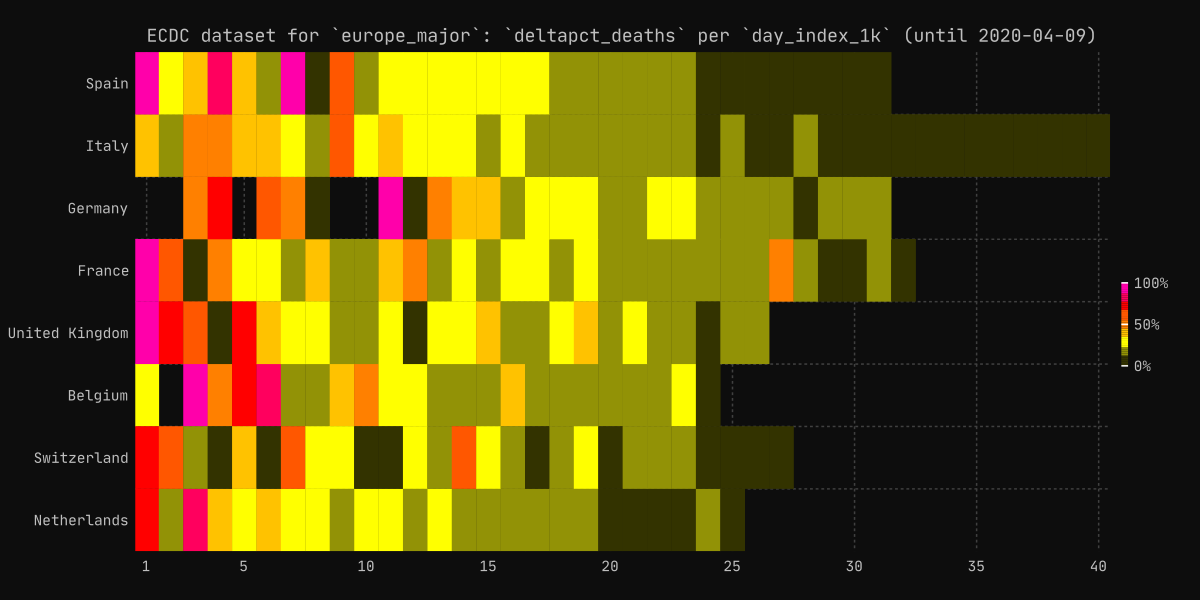 ECDC dataset for `europe_major`: `deltapct_deaths` per `day_index_1k` (until 2020-04-09)
Spain
Italy
Germany
France
United Kingdom
Belgium
Switzerland
Netherlands
100%
50%
0%
1 5 10 15 20 25 30 35 40